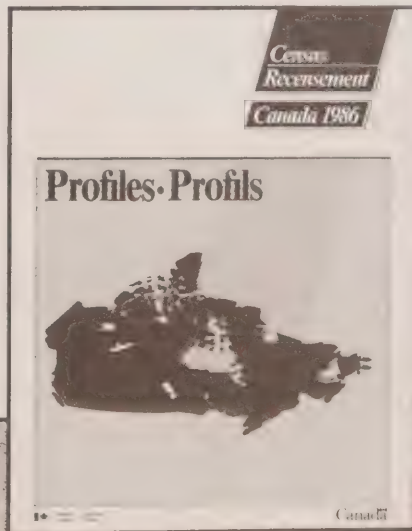 Census
Recensement
Canada 1986
Profiles • Profils
Canada